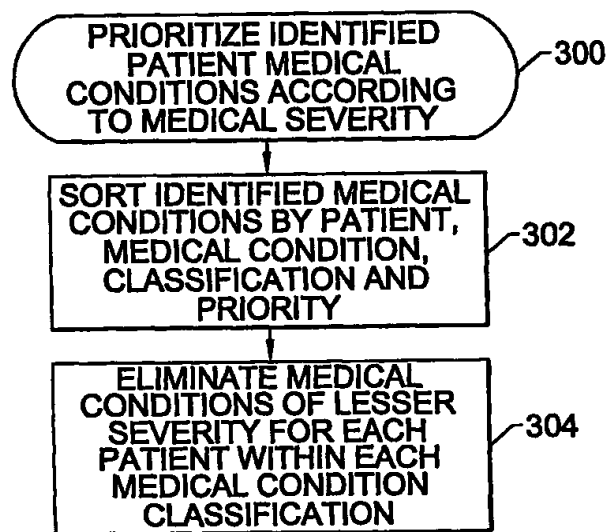 PRIORITIZE IDENTIFIED
PATIENT MEDICAL
CONDITIONS ACCORDING
TO MEDICAL SEVERITY
300
SORT IDENTIFIED MEDICAL
CONDITIONS BY PATIENT,
MEDICAL CONDITION,
CLASSIFICATION AND
PRIORITY
302
ELIMINATE MEDICAL
CONDITIONS OF LESSER
SEVERITY FOR EACH
PATIENT WITHIN EACH
MEDICAL CONDITION
CLASSIFICATION
304